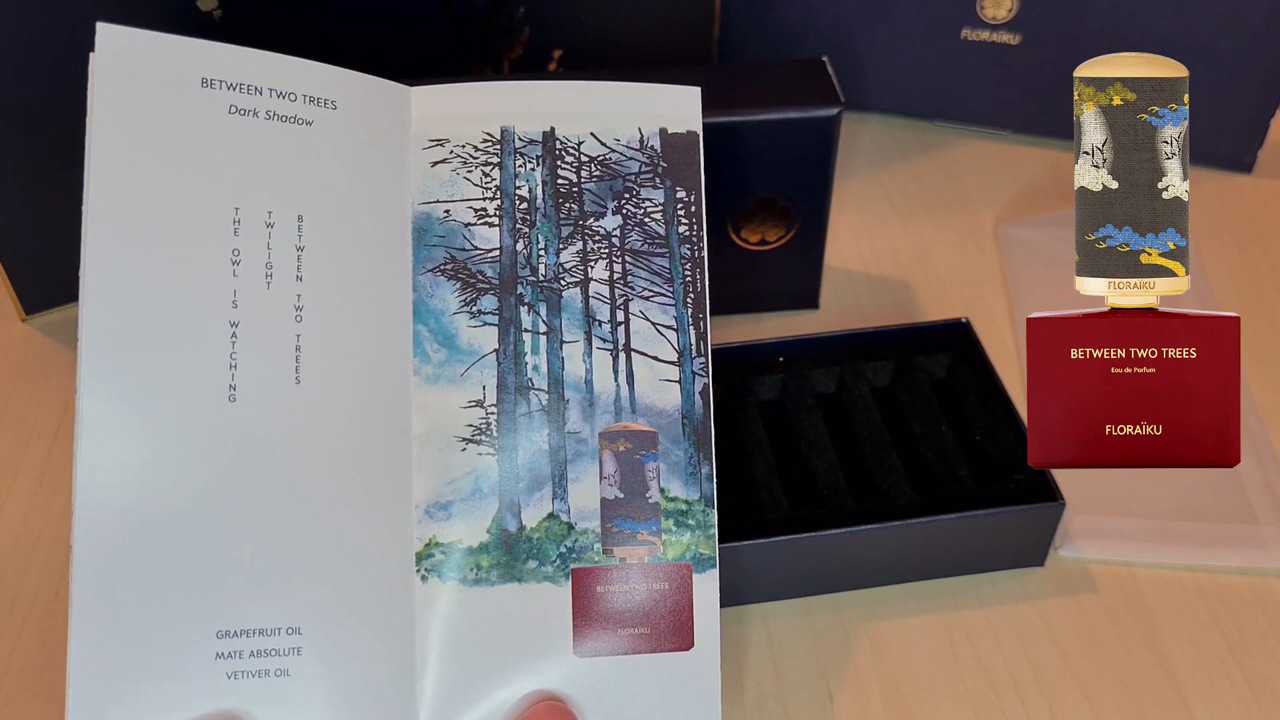 BETWEEN TWO TREES
Dark Shadow
BETWEEN TWO TREES
TWILIGHT
THE OWL IS WATCHING
GRAPEFRUIT OIL
MATE ABSOLUTE
VETIVER OIL
BETWEEN TWO TREES
FLORAÏKU
FLORAÏKU
FLORAÏKU
BETWEEN TWO TREES
Eau de Parfum
FLORAÏKU